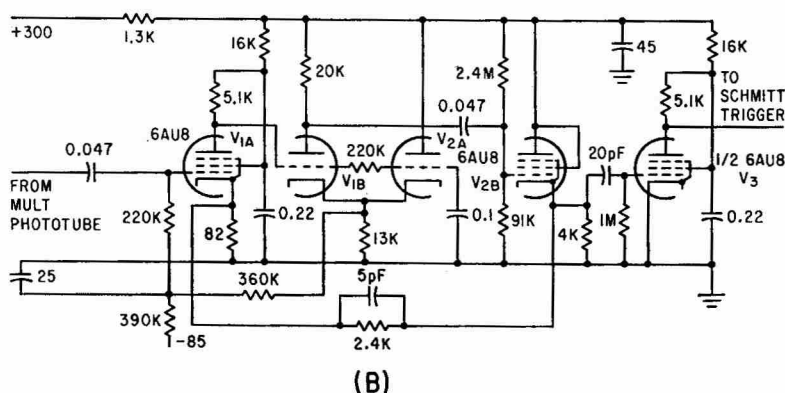 +300
1.3K
16K
20K
2.4M
45
16K
TO
SCHMITT
TRIGGER
5.1K
0.047
5.1K
6AU8
V1A
220K
V2A
6AU8
20pF
1/2 6AU8
0.047
V1B
V2B
V3
FROM
MULT
PHOTOTUBE
220K
82
0.22
13K
0.1
91K
4K
1M
0.22
25
360K
5pF
390K
-85
2.4K
(B)